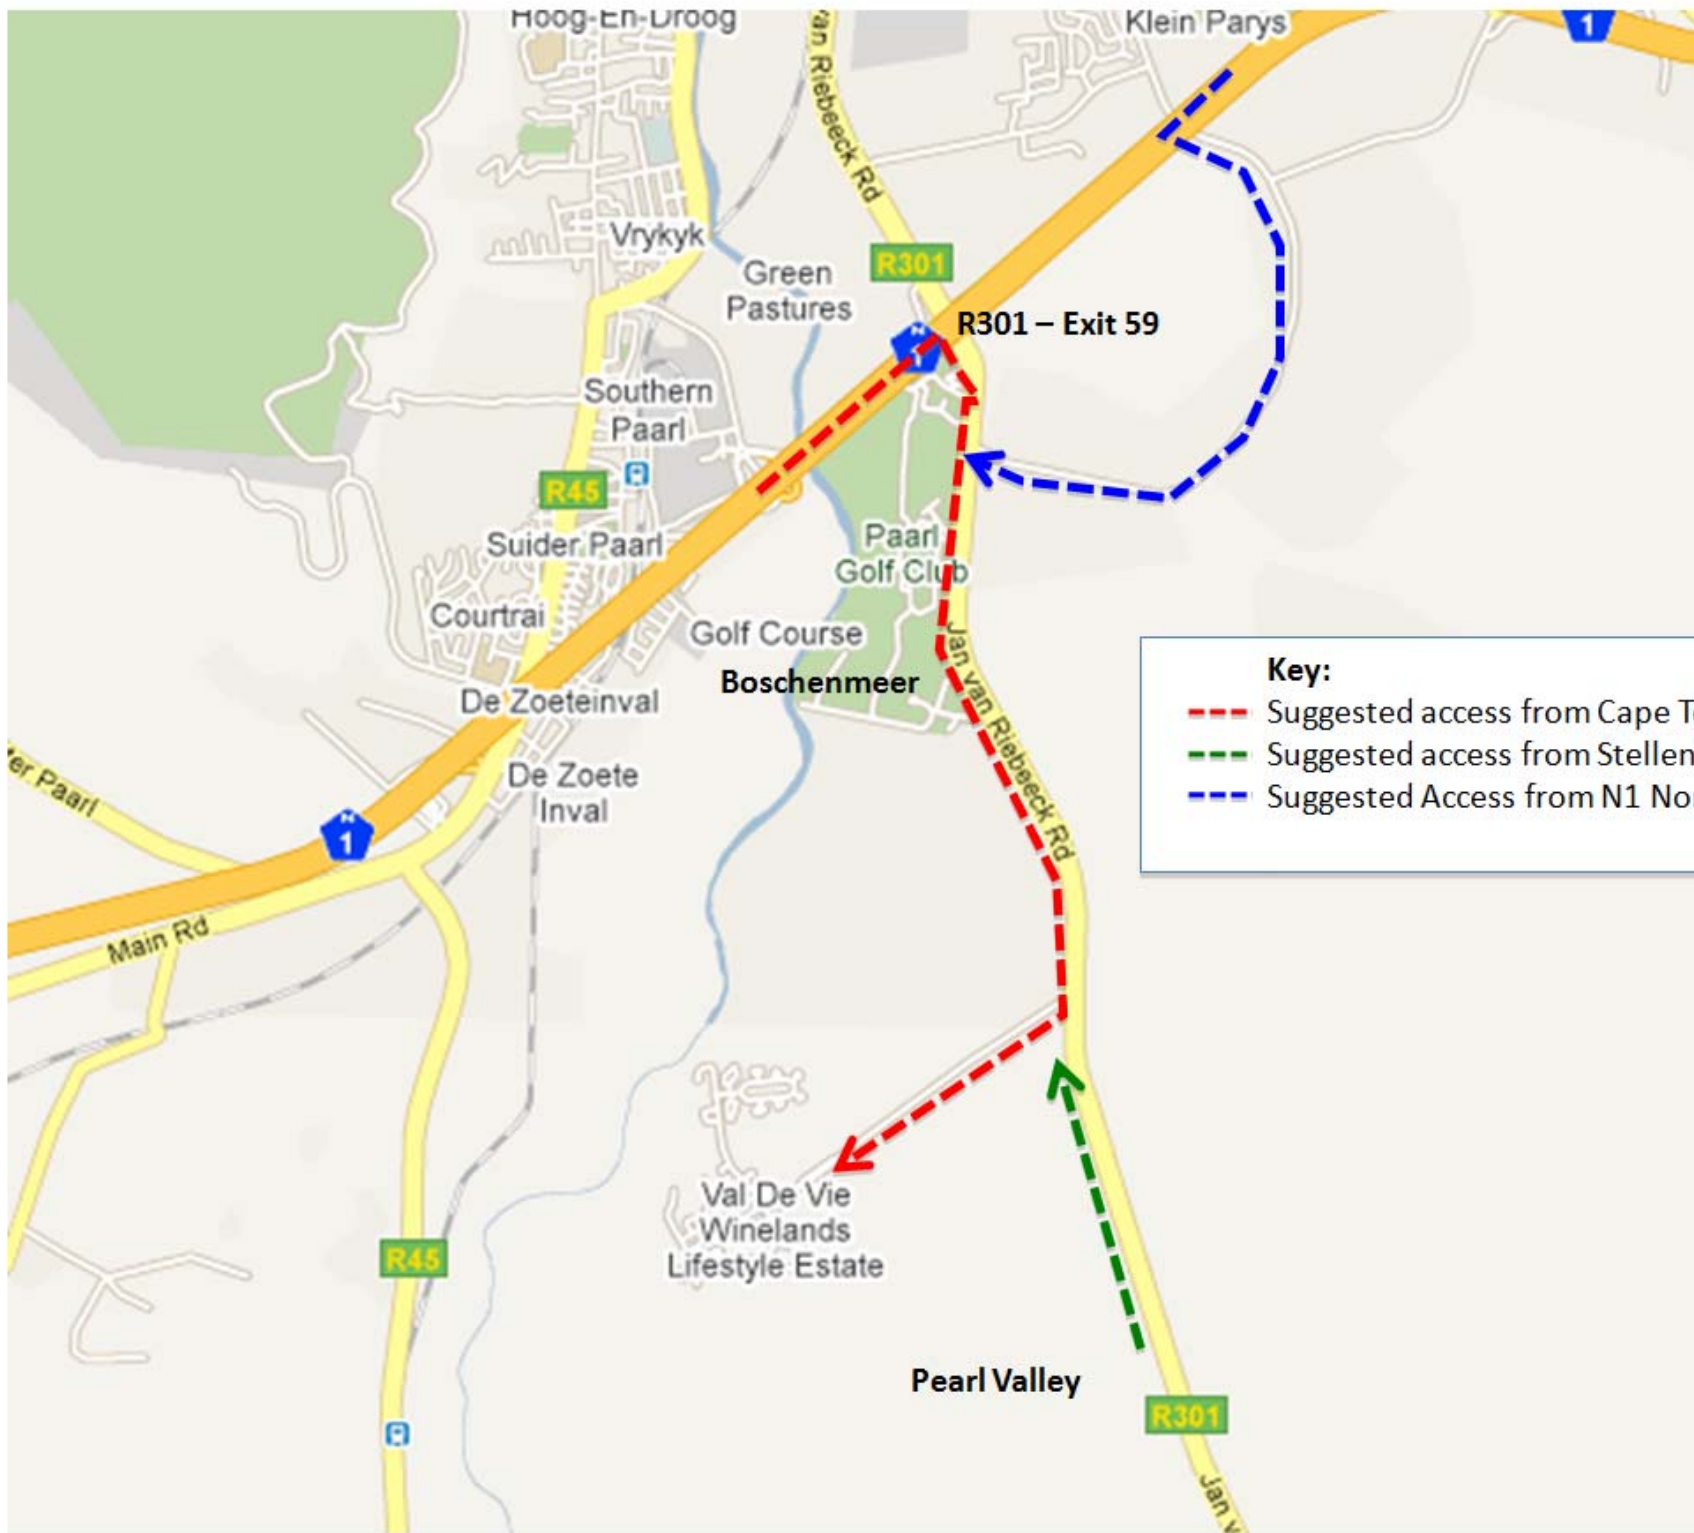 Hoog-En-Droog
Klein Parys
1
van Riebeeck Rd
Vrykyk
Green
Pastures
R301
R301 – Exit 59
N
1
Southern
Paarl
R45
Suider Paarl
Paarl
Golf Club
Courtrai
Golf Course
Boschenmeer
Jan van Riebeeck Rd
De Zoeteinval
De Zoete
Inval
er Paarl
N
1
Main Rd
Key:
Suggested access from Cape T
Suggested access from Stellen
Suggested Access from N1 No
Val De Vie
Winelands
Lifestyle Estate
R45
Pearl Valley
R301
Jan v